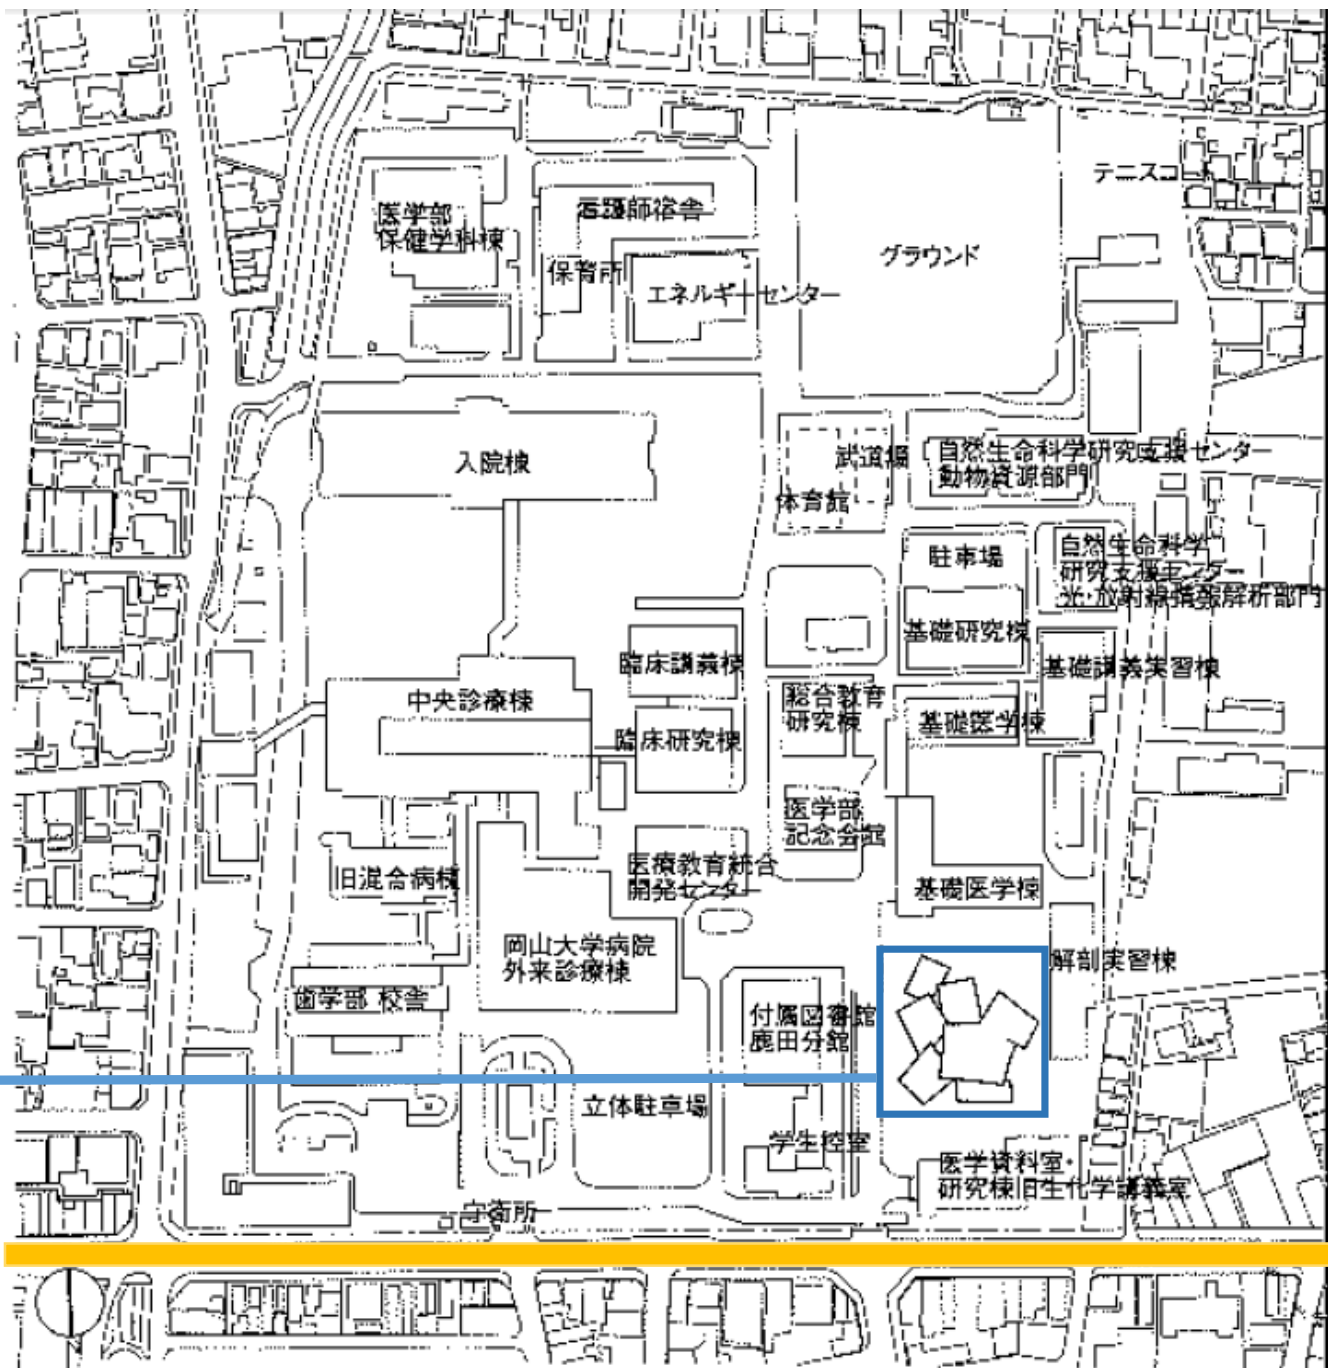 テニスコ
医学部
保健学科棟
看護師宿舎
グラウンド
保育所
エネルギーセンター
入院棟
武道場
体育館
自然生命科学研究支援センター
動物資源部門
駐車場
自然生命科学
研究支援センター
光・放射線情報解析部門
基礎研究棟
臨床講義棟
基礎講義実習棟
中央診療棟
総合教育
研究棟
基礎医学棟
臨床研究棟
医学部
記念会館
旧混合病棟
医療教育統合
開発センター
基礎医学棟
岡山大学病院
外来診療棟
解剖実習棟
歯学部 校舎
付属図書館
鹿田分館
立体駐車場
学生控室
医学資料室・
研究棟旧生化学講義室
守衛所